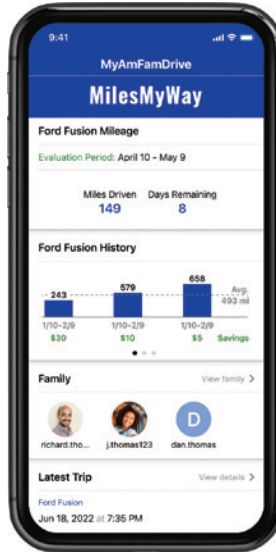 9:41
MyAmFamDrive
MilesMyWay
Ford Fusion Mileage
Evaluation Period: April 10 - May 9
Miles Driven Days Remaining
149 8
Ford Fusion History
243 579 658
Avg.
493 mi
1/10-2/9 1/10-2/9 1/10-2/9
$30 $10 $5 Savings
Family View family >
D
richard.tho... j.thomas123 dan.thomas
Latest Trip View details >
Ford Fusion
Jun 18, 2022 at 7:35 PM